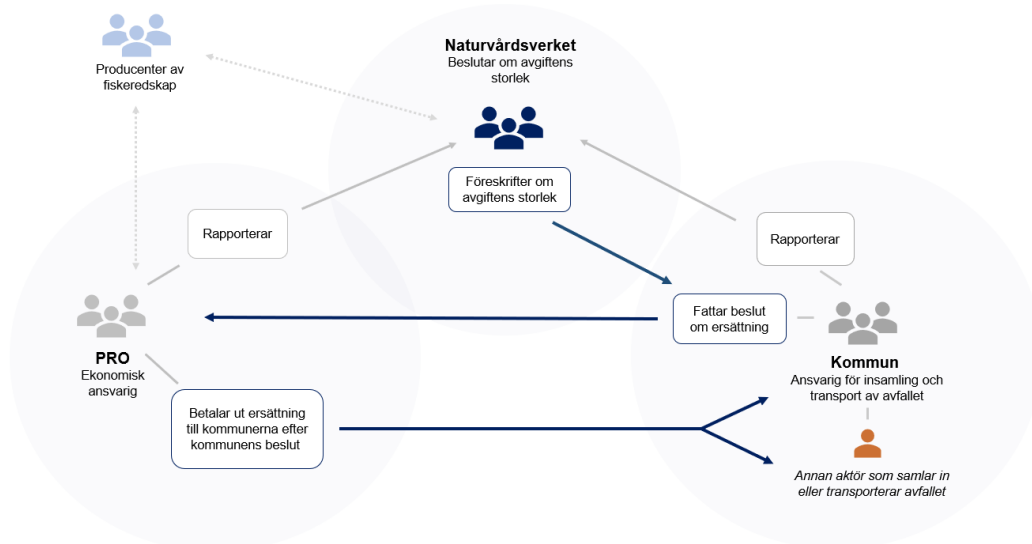 Producenter av
fiskeredskap
Naturvårdsverket
Beslutar om avgiftens
storlek
Föreskrifter om
avgiftens storlek
Rapporterar
Rapporterar
PRO
Ekonomisk
ansvarig
Fattar beslut
om ersättning
Kommun
Ansvarig för insamling och
transport av avfallet
Betalar ut ersättning
till kommunerna efter
kommunens beslut
Annan aktör som samlar in
eller transporterar avfallet